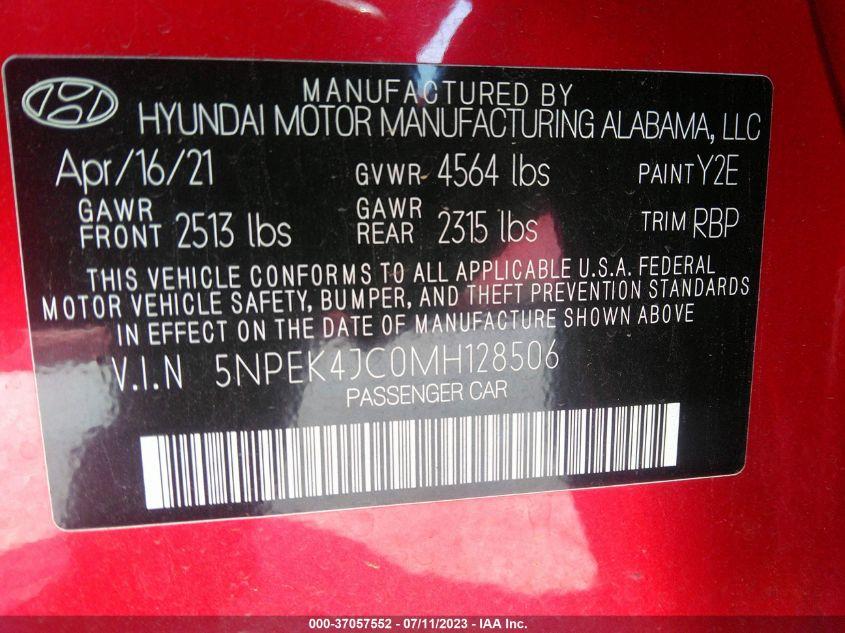 MANUFACTURED BY
HYUNDAI MOTOR MANUFACTURING ALABAMA, LLC
Apr/16/21 GVWR 4564 lbs PAINT Y2E
GAWR FRONT 2513 lbs GAWR REAR 2315 lbs TRIM RBP
THIS VEHICLE CONFORMS TO ALL APPLICABLE U.S.A. FEDERAL
MOTOR VEHICLE SAFETY, BUMPER, AND THEFT PREVENTION STANDARDS
IN EFFECT ON THE DATE OF MANUFACTURE SHOWN ABOVE
V.I.N 5NPEK4JC0MH128506
PASSENGER CAR
000-37057552 - 07/11/2023 - IAA Inc.